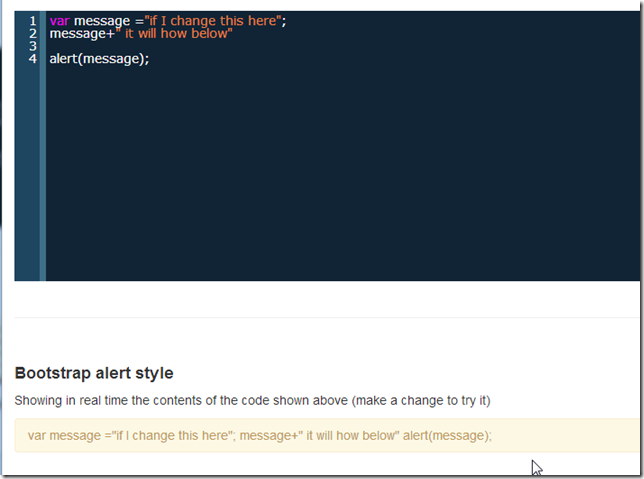 1 var message ="if I change this here";
2 message+" it will how below"
3
4 alert(message);
Bootstrap alert style
Showing in real time the contents of the code shown above (make a change to try it)
var message ="if I change this here"; message+" it will how below" alert(message);